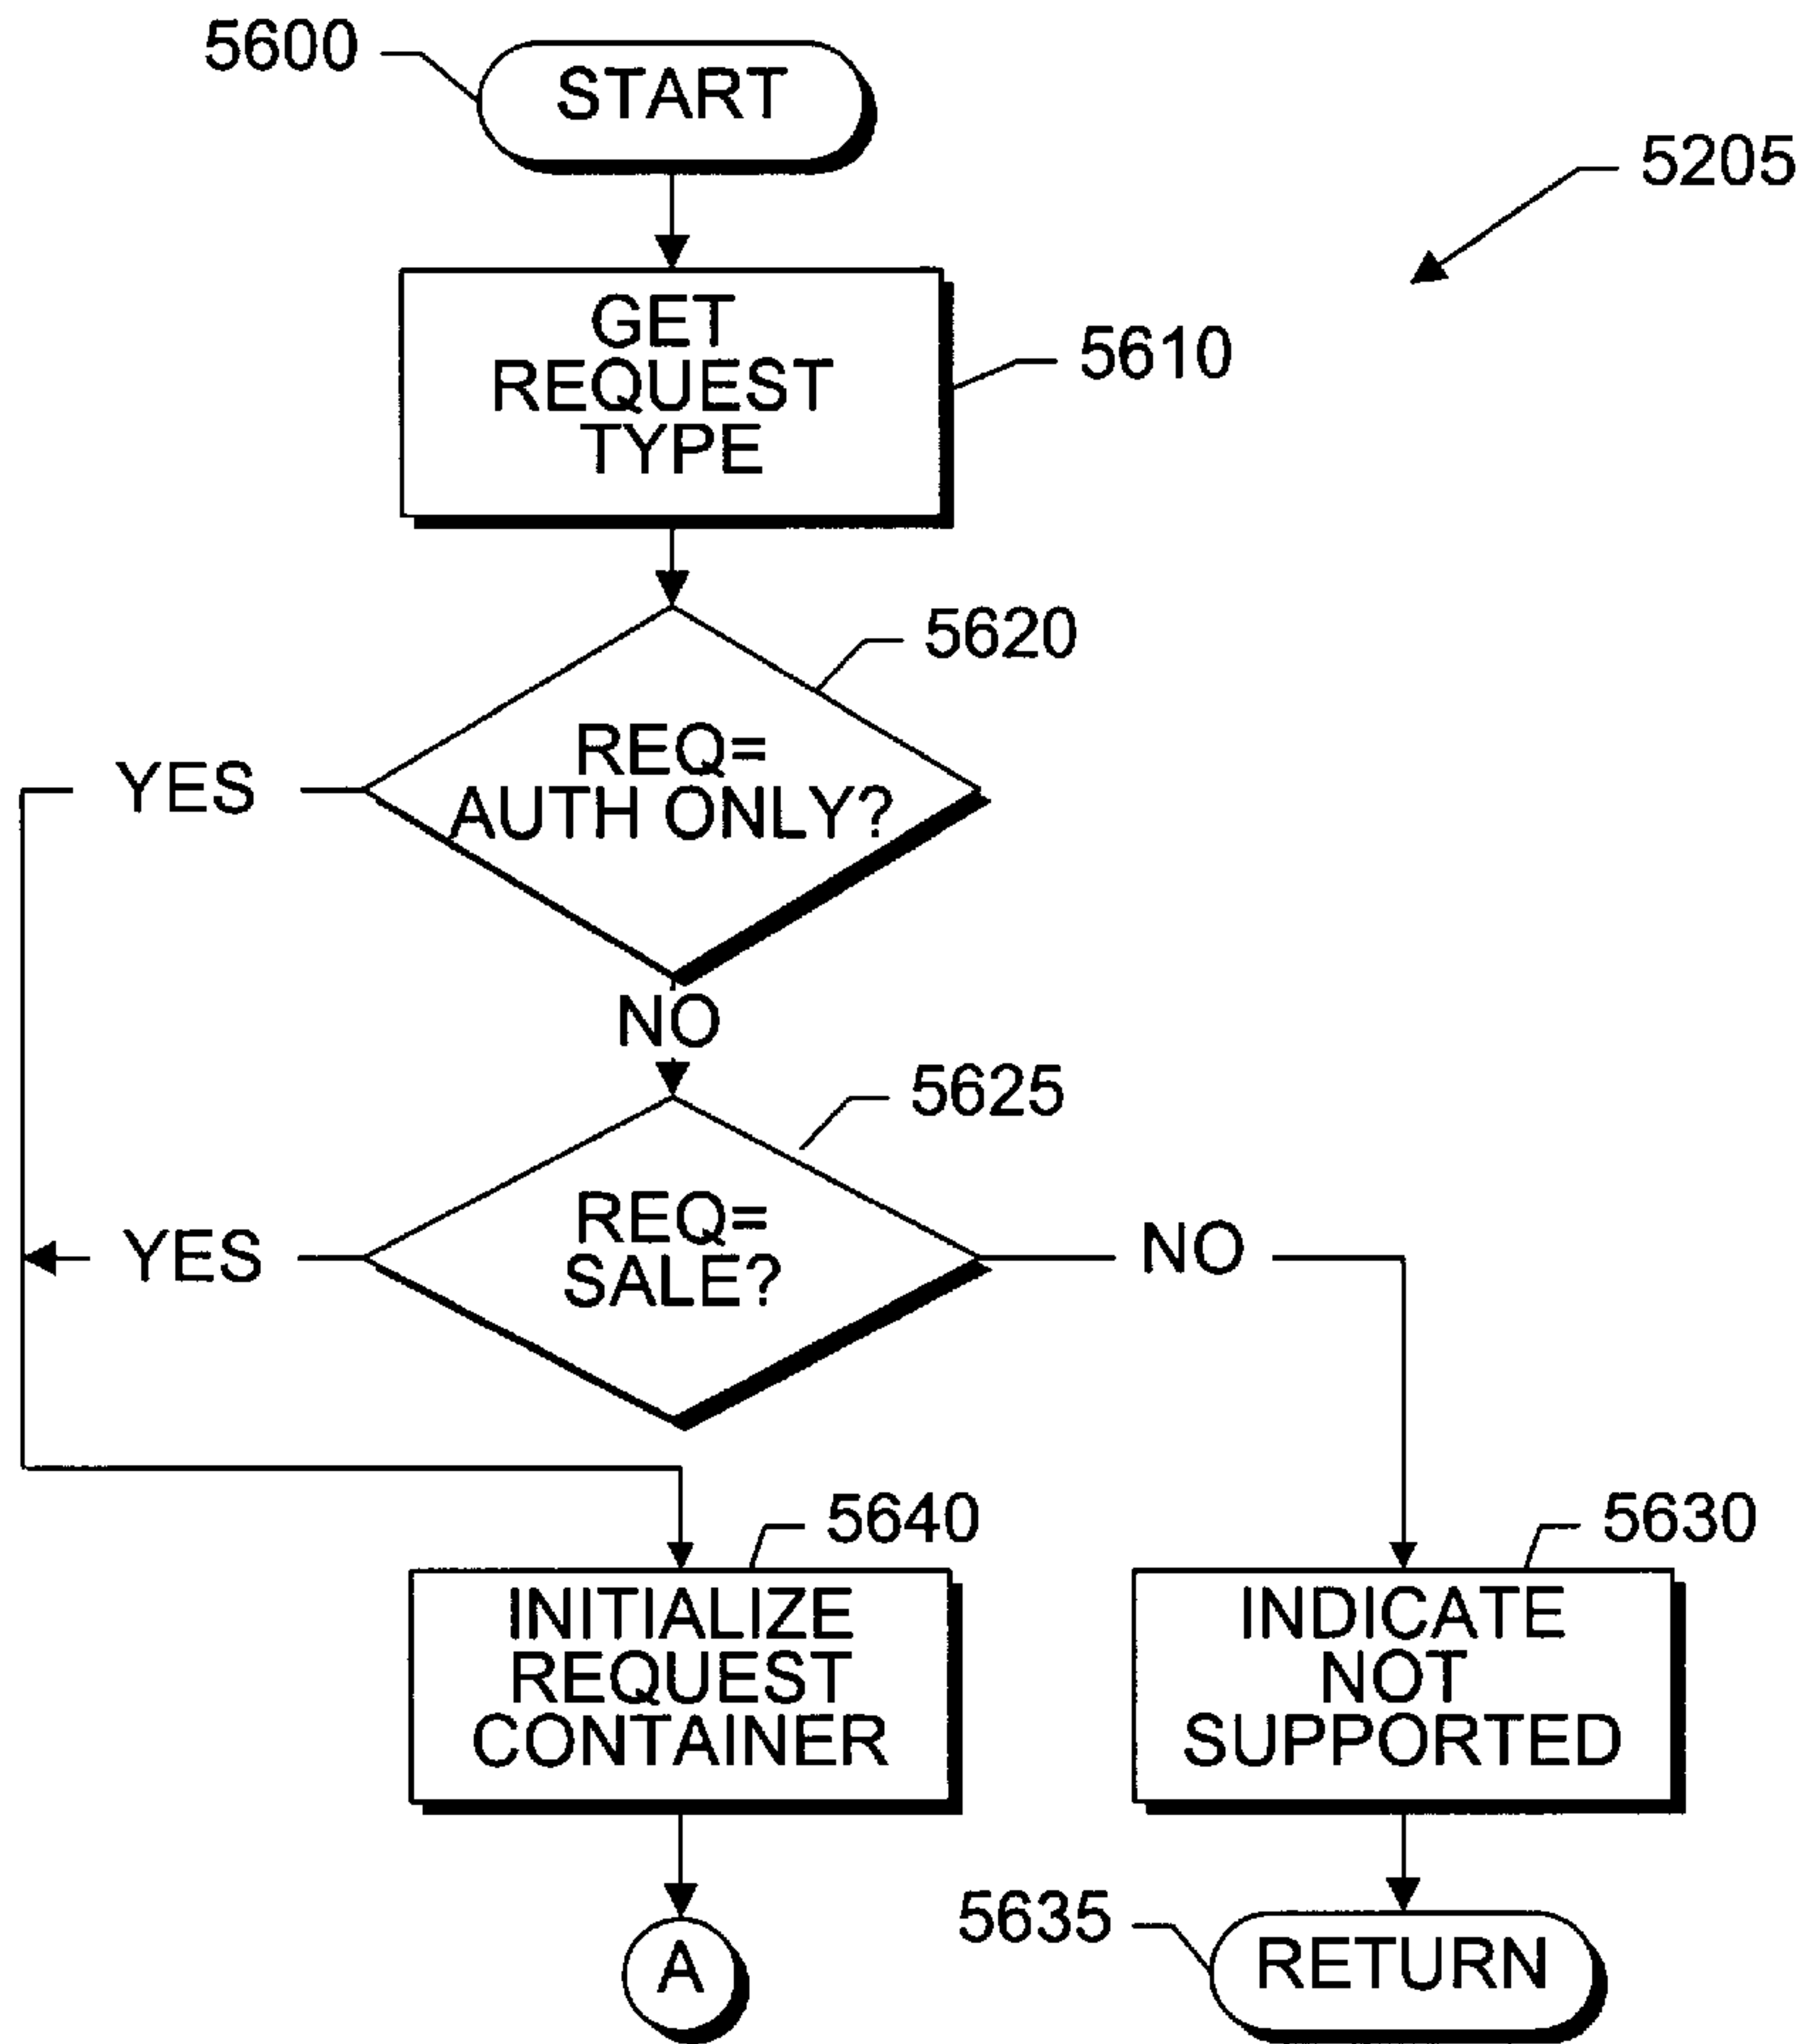 5600
START
5205
GET
REQUEST
TYPE
5610
5620
REQ=
AUTH ONLY?
YES
NO
5625
REQ=
SALE?
YES
NO
5640
5630
INITIALIZE
REQUEST
CONTAINER
INDICATE
NOT
SUPPORTED
5635
A
RETURN